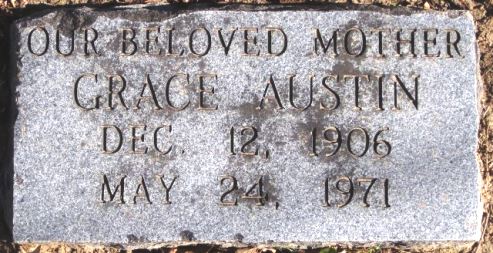 OUR BELOVED MOTHER
GRACE AUSTIN
DEC. 12, 1906
MAY 24, 1971